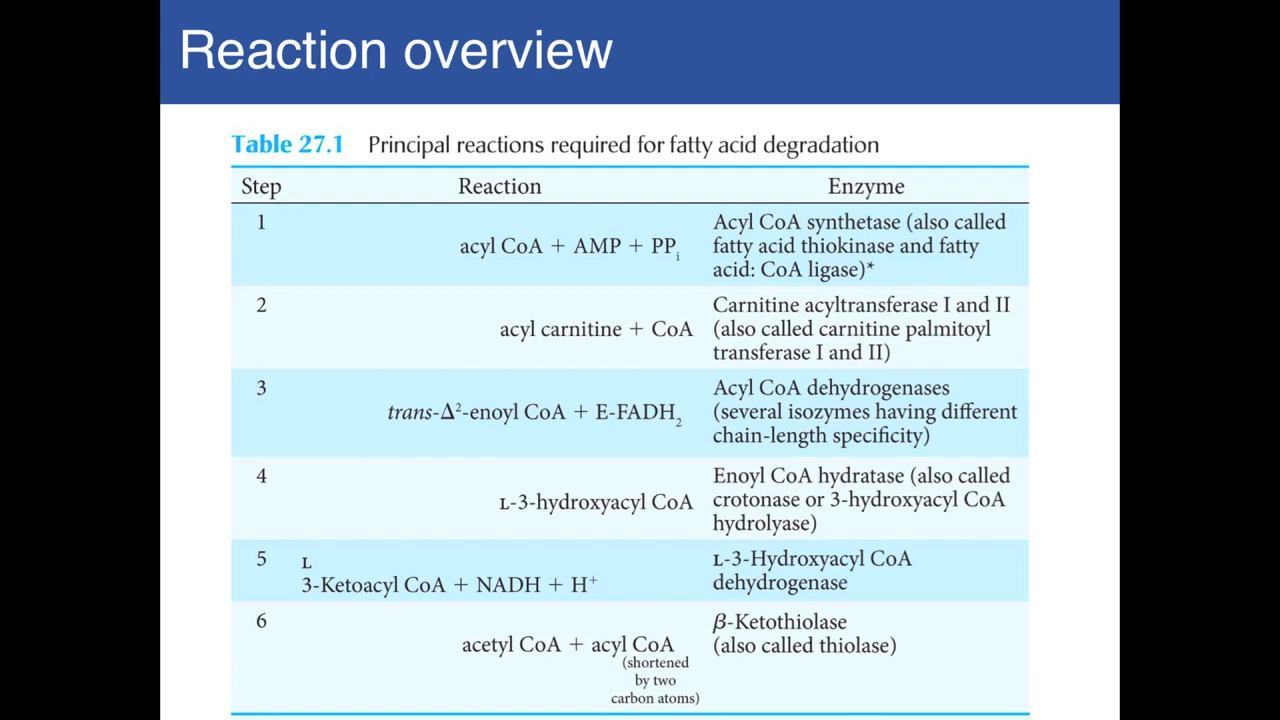 Reaction overview
Table 27.1 Principal reactions required for fatty acid degradation
Step Reaction Enzyme
1 acyl CoA + AMP + PPi Acyl CoA synthetase (also called
fatty acid thiokinase and fatty
acid: CoA ligase)*
2 acyl carnitine + CoA Carnitine acyltransferase I and II
(also called carnitine palmitoyl
transferase I and II)
3 trans-Δ²-enoyl CoA + E-FADH₂ Acyl CoA dehydrogenases
(several isozymes having different
chain-length specificity)
4 L-3-hydroxyacyl CoA Enoyl CoA hydratase (also called
crotonase or 3-hydroxyacyl CoA
hydrolyase)
5 L L-3-Hydroxyacyl CoA
3-Ketoacyl CoA + NADH + H⁺ dehydrogenase
6 β-Ketothiolase
acetyl CoA + acyl CoA (also called thiolase)
(shortened
by two
carbon atoms)